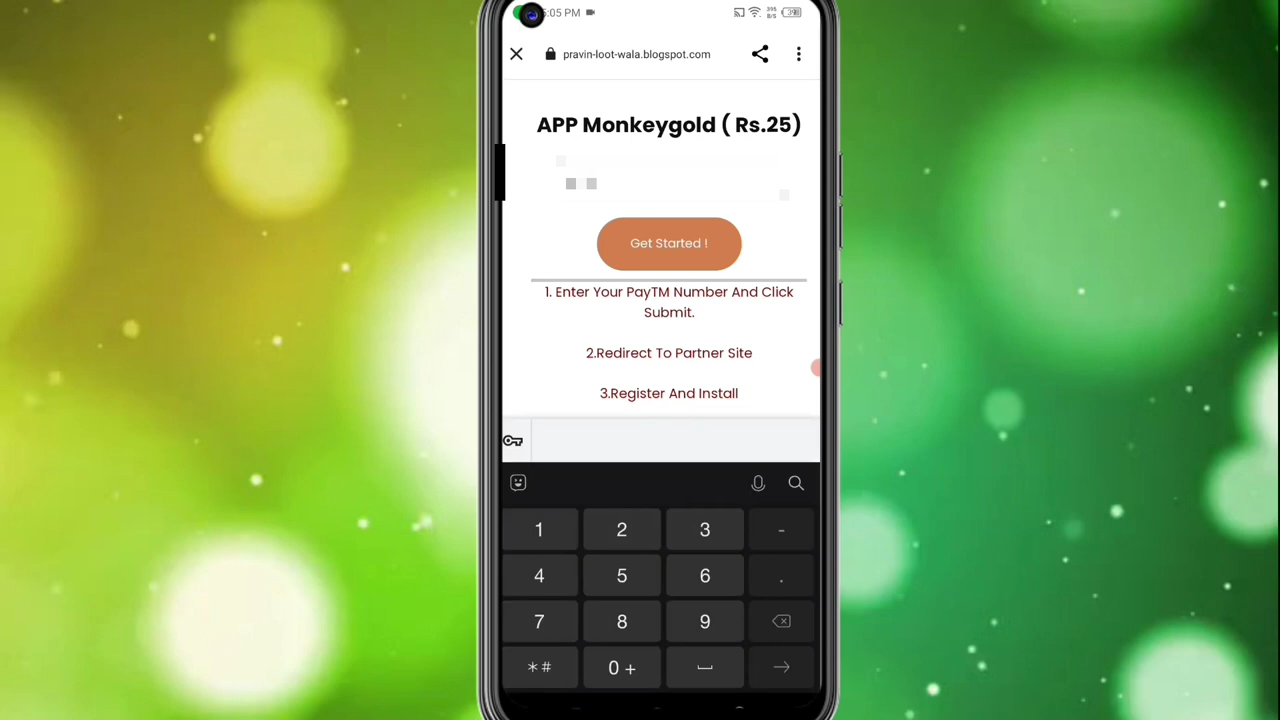 5:05 PM
pravin-loot-wala.blogspot.com
APP Monkeygold ( Rs.25)
Get Started !
1. Enter Your PayTM Number And Click
Submit.
2.Redirect To Partner Site
3.Register And Install
1 2 3 -
4 5 6 .
7 8 9
*# 0 +